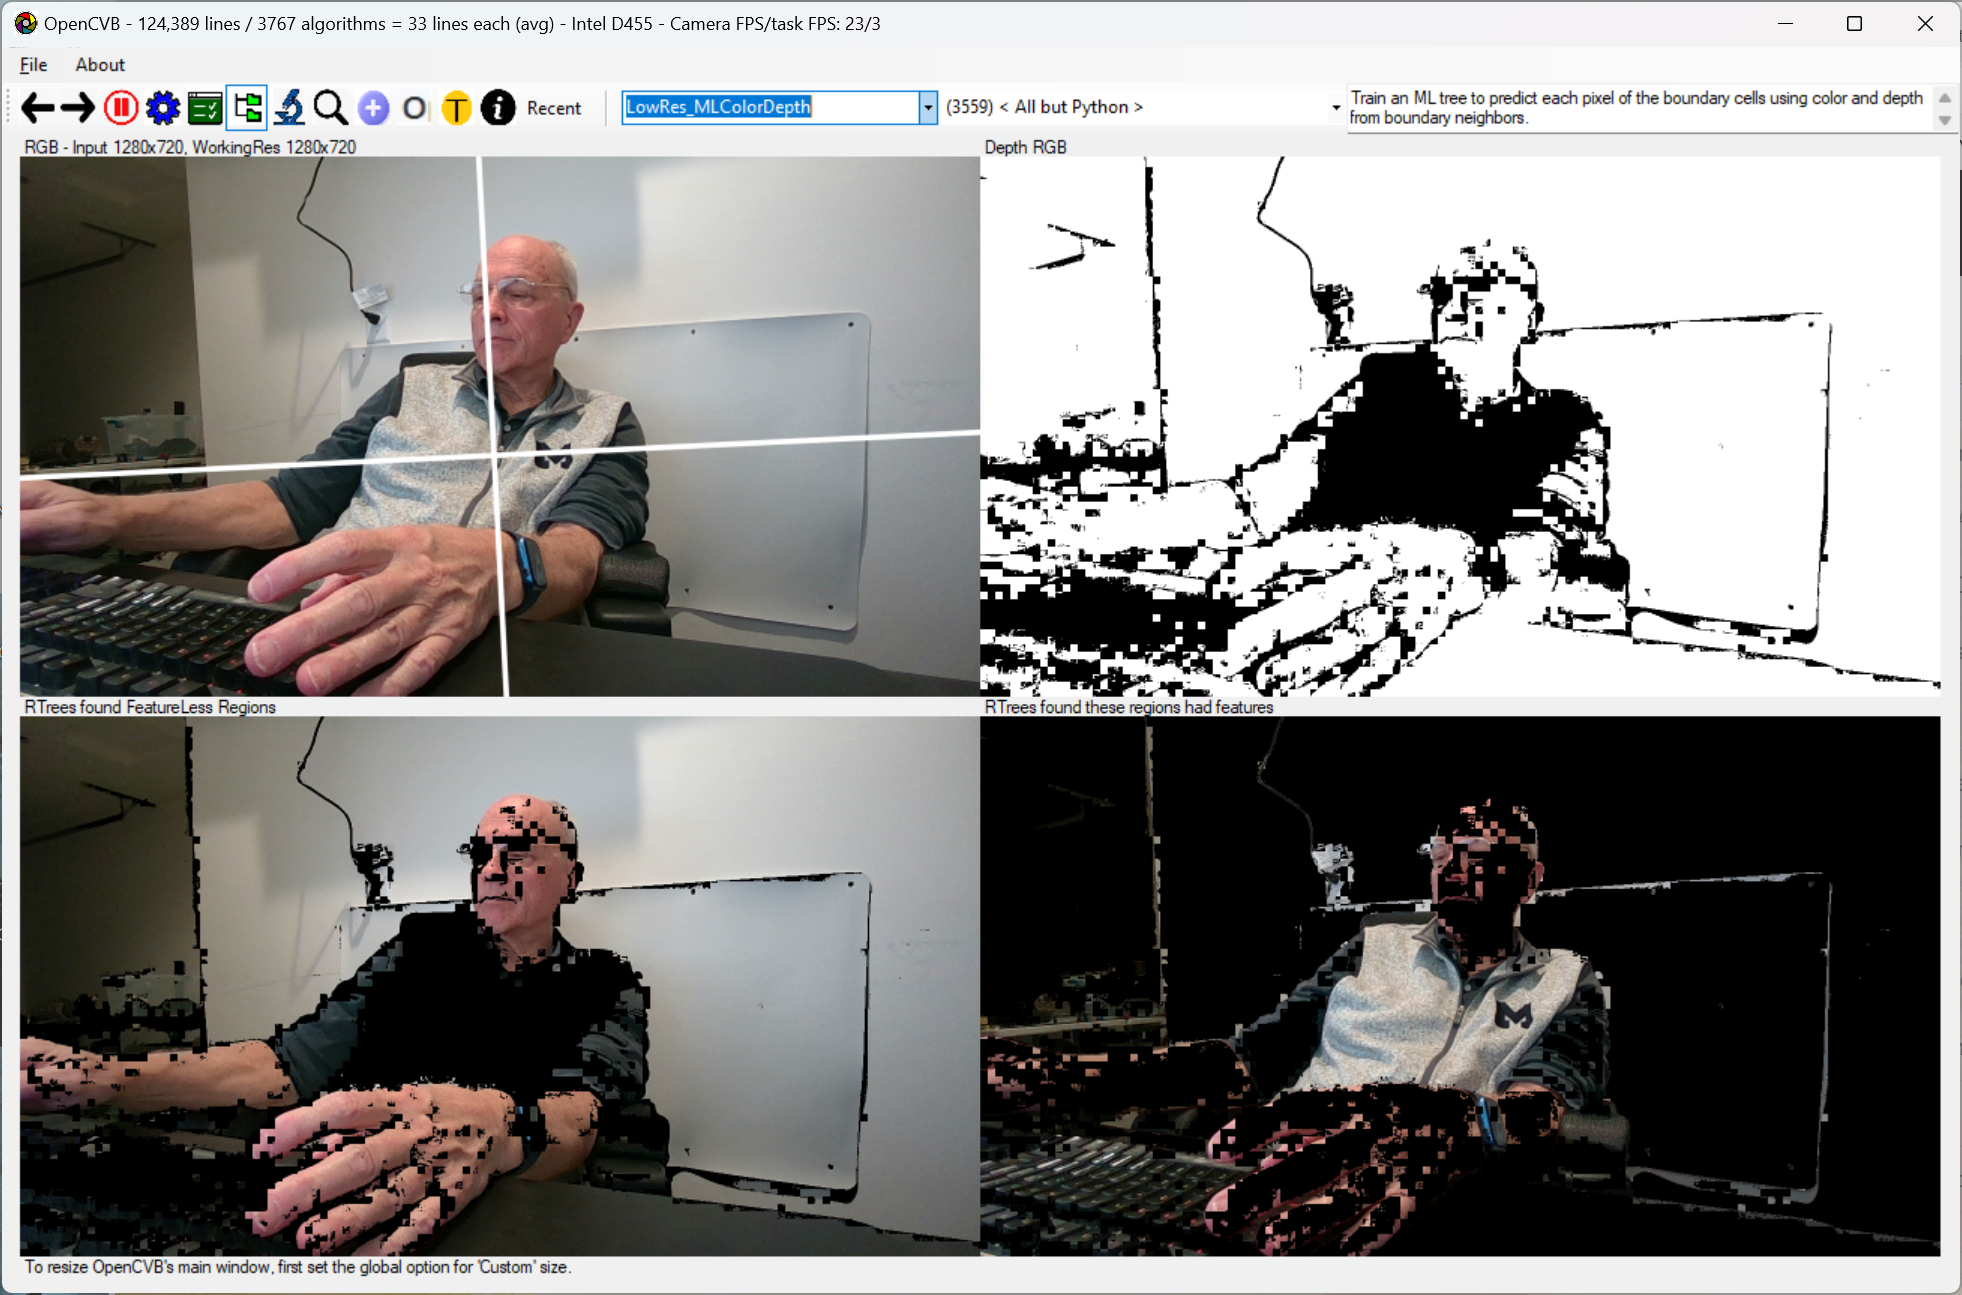 OpenCVB - 124,389 lines / 3767 algorithms = 33 lines each (avg) - Intel D455 - Camera FPS/task FPS: 23/3
File About
Recent
LowRes_MLColorDepth
(3559) < All but Python >
Train an ML tree to predict each pixel of the boundary cells using color and depth
from boundary neighbors.
RGB - Input 1280x720, WorkingRes 1280x720
Depth RGB
RTrees found FeatureLess Regions
RTrees found these regions had features
To resize OpenCVB's main window, first set the global option for 'Custom' size.